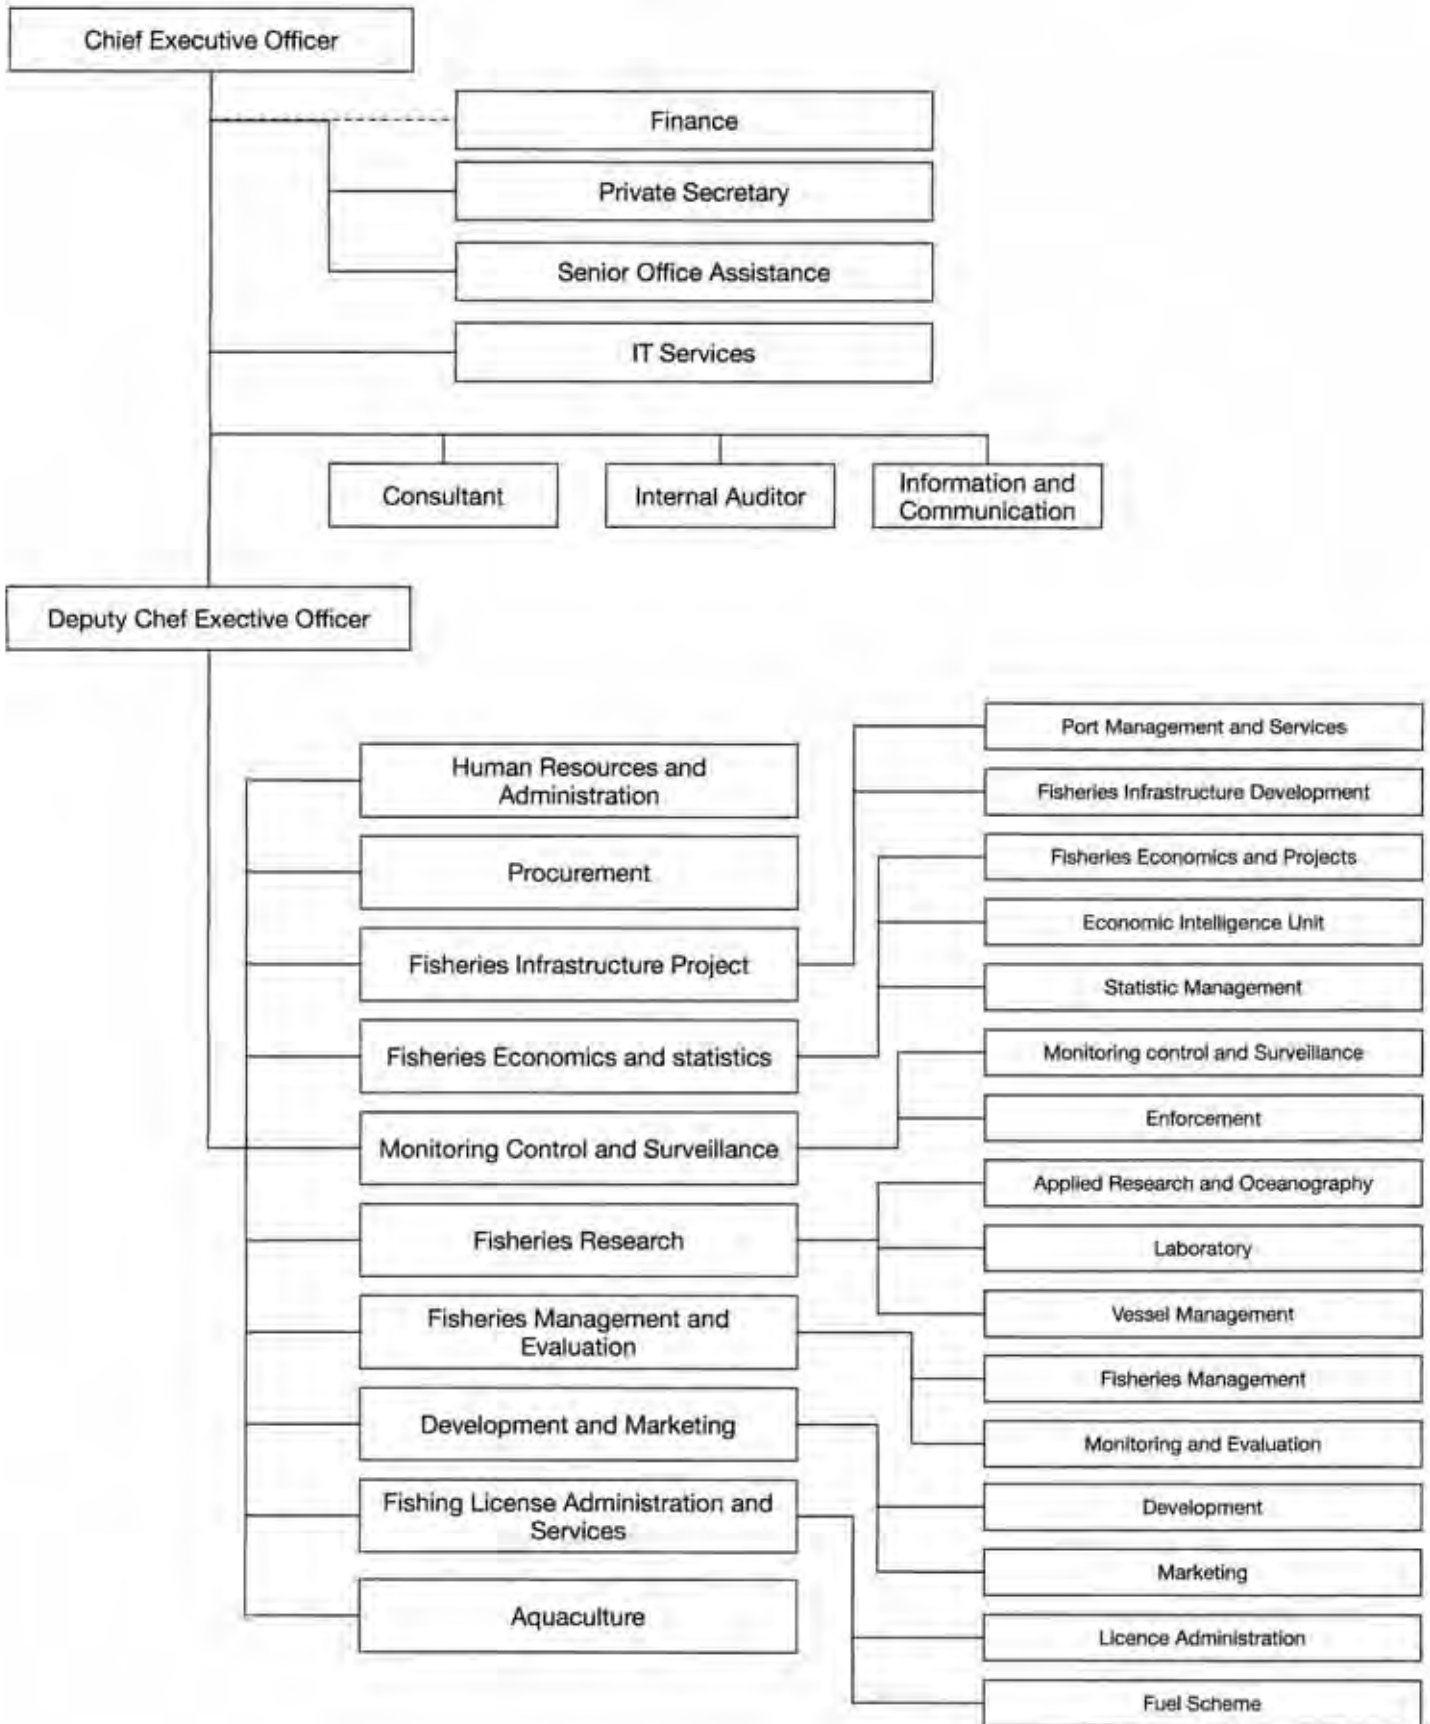 Chief Executive Officer
Finance
Private Secretary
Senior Office Assistance
IT Services
Consultant
Internal Auditor
Information and
Communication
Deputy Chef Exective Officer
Human Resources and
Administration
Procurement
Fisheries Infrastructure Project
Fisheries Economics and statistics
Monitoring Control and Surveillance
Fisheries Research
Fisheries Management and
Evaluation
Development and Marketing
Fishing License Administration and
Services
Aquaculture
Port Management and Services
Fisheries Infrastructure Development
Fisheries Economics and Projects
Economic Intelligence Unit
Statistic Management
Monitoring control and Surveillance
Enforcement
Applied Research and Oceanography
Laboratory
Vessel Management
Fisheries Management
Monitoring and Evaluation
Development
Marketing
Licence Administration
Fuel Scheme